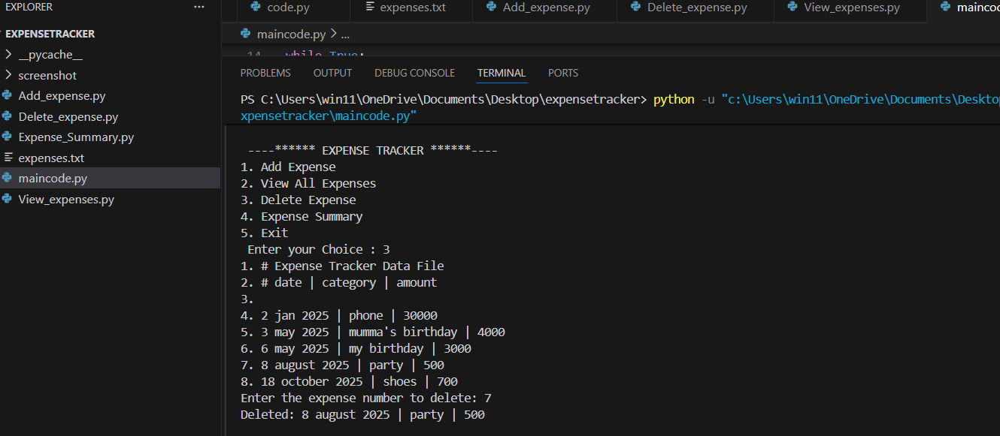 EXPLORER
...
code.py
expenses.txt
Add_expense.py
Delete_expense.py
View_expenses.py
EXPENSETRACKER
__pycache__
screenshot
Add_expense.py
Delete_expense.py
Expense_Summary.py
expenses.txt
maincode.py
View_expenses.py
maincode.py > ...
14 while True:
PROBLEMS OUTPUT DEBUG CONSOLE TERMINAL PORTS
PS C:\Users\win11\OneDrive\Documents\Desktop\expensetracker> python -u "c:\Users\win11\OneDrive\Documents\Deskto
xpensetracker\maincode.py"
----****** EXPENSE TRACKER ******----
1. Add Expense
2. View All Expenses
3. Delete Expense
4. Expense Summary
5. Exit
Enter your Choice : 3
1. # Expense Tracker Data File
2. # date | category | amount
3.
4. 2 jan 2025 | phone | 30000
5. 3 may 2025 | mumma's birthday | 4000
6. 6 may 2025 | my birthday | 3000
7. 8 august 2025 | party | 500
8. 18 october 2025 | shoes | 700
Enter the expense number to delete: 7
Deleted: 8 august 2025 | party | 500